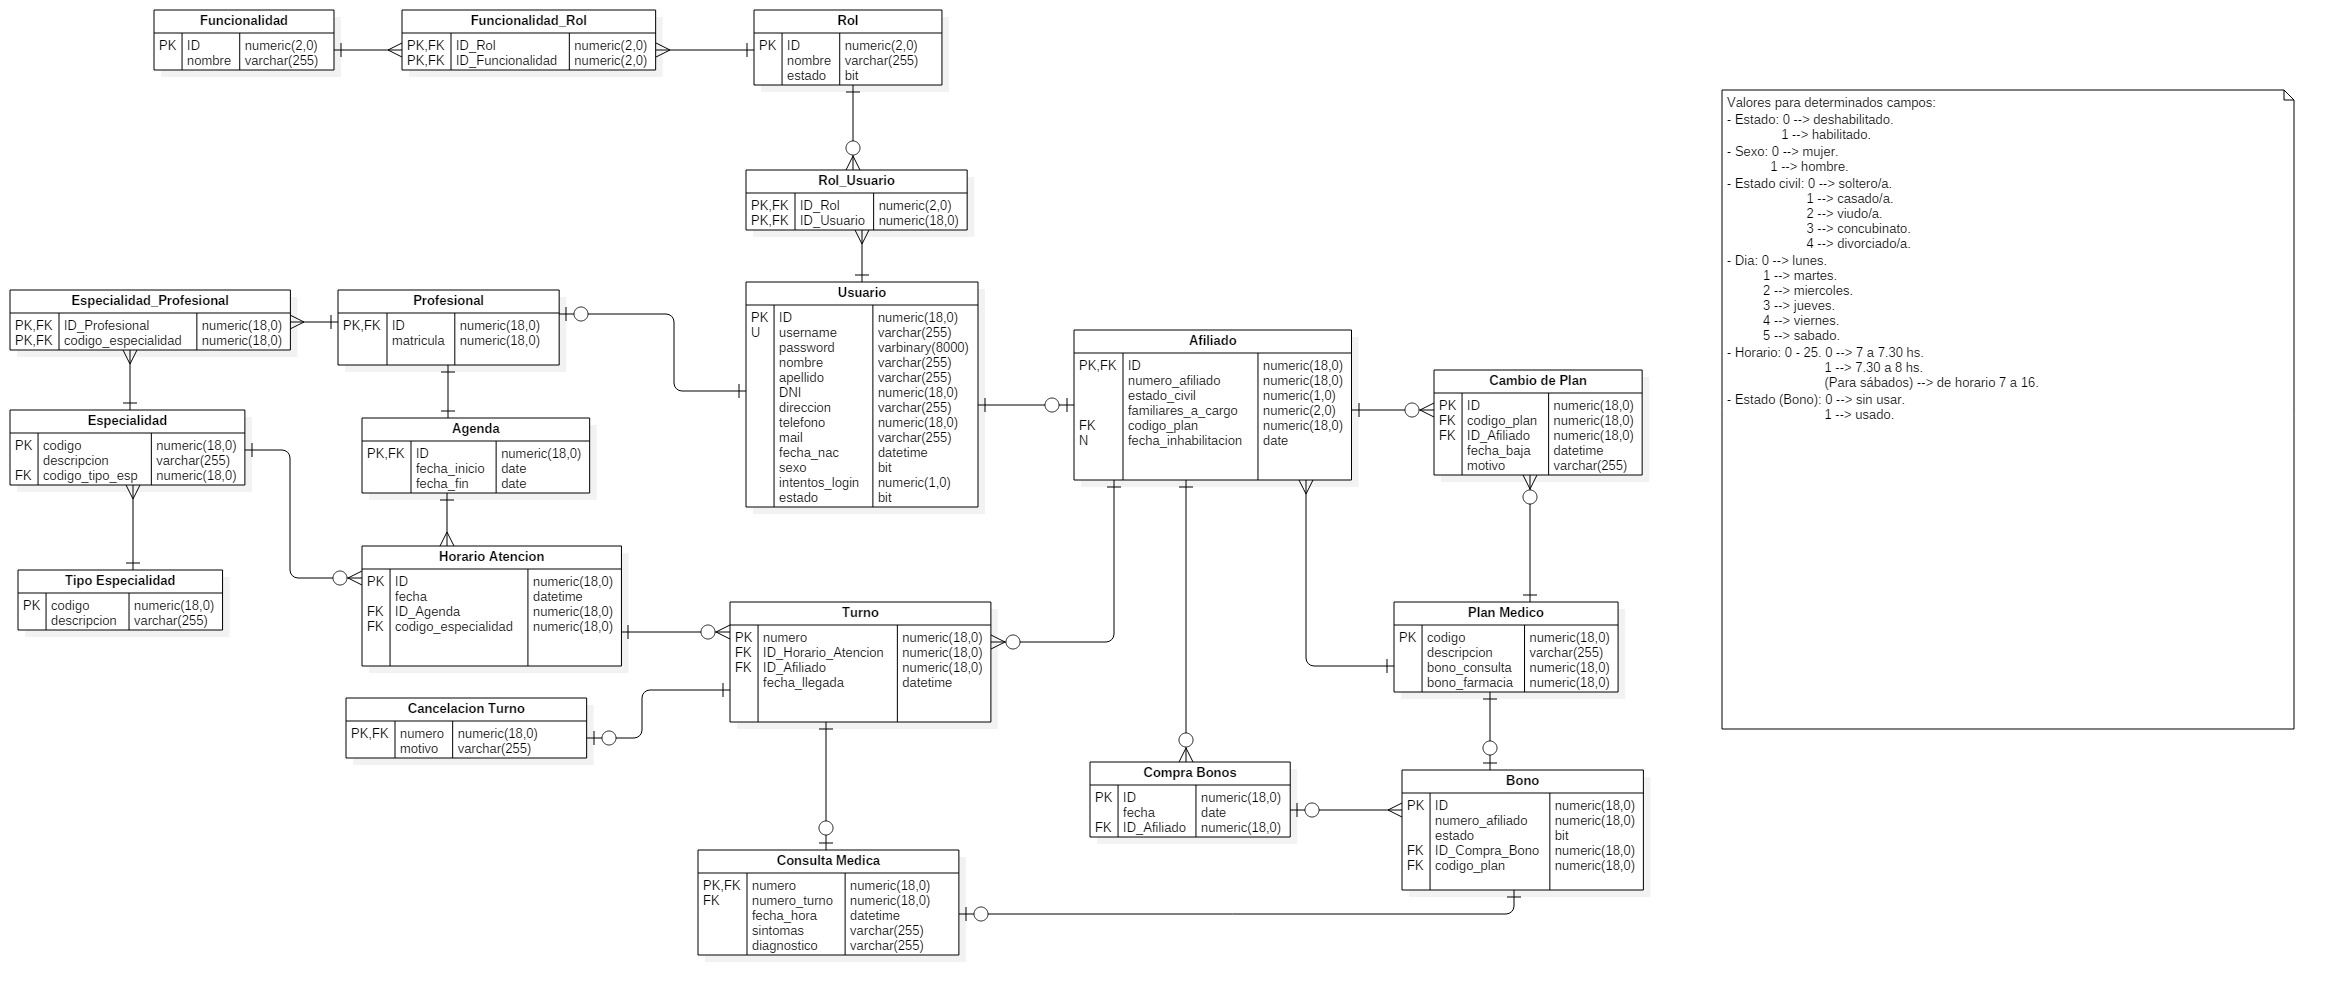 Funcionalidad
PK ID numeric(2,0)
nombre varchar(255)
Funcionalidad_Rol
PK,FK ID_Rol numeric(2,0)
PK,FK ID_Funcionalidad numeric(2,0)
Rol
PK ID numeric(2,0)
nombre varchar(255)
estado bit
Rol_Usuario
PK,FK ID_Rol numeric(2,0)
PK,FK ID_Usuario numeric(18,0)
Especialidad_Profesional
PK,FK ID_Profesional numeric(18,0)
PK,FK codigo_especialidad numeric(18,0)
Profesional
PK,FK ID numeric(18,0)
matricula numeric(18,0)
Usuario
PK ID numeric(18,0)
U username varchar(255)
password varbinary(8000)
nombre varchar(255)
apellido varchar(255)
DNI numeric(18,0)
direccion varchar(255)
telefono numeric(18,0)
mail varchar(255)
fecha_nac datetime
sexo bit
intentos_login numeric(1,0)
estado bit
Afiliado
PK,FK ID numeric(18,0)
numero_afiliado numeric(18,0)
estado_civil numeric(1,0)
familiares_a_cargo numeric(2,0)
FK codigo_plan numeric(18,0)
N fecha_inhabilitacion date
Cambio de Plan
PK ID numeric(18,0)
FK codigo_plan numeric(18,0)
FK ID_Afiliado numeric(18,0)
fecha_baja datetime
motivo varchar(255)
Especialidad
PK codigo numeric(18,0)
descripcion varchar(255)
FK codigo_tipo_esp numeric(18,0)
Agenda
PK,FK ID numeric(18,0)
fecha_inicio date
fecha_fin date
Tipo Especialidad
PK codigo numeric(18,0)
descripcion varchar(255)
Horario Atencion
PK ID numeric(18,0)
fecha datetime
FK ID_Agenda numeric(18,0)
FK codigo_especialidad numeric(18,0)
Turno
PK numero numeric(18,0)
FK ID_Horario_Atencion numeric(18,0)
FK ID_Afiliado numeric(18,0)
fecha_llegada datetime
Plan Medico
PK codigo numeric(18,0)
descripcion varchar(255)
bono_consulta numeric(18,0)
bono_farmacia numeric(18,0)
Cancelacion Turno
PK,FK numero numeric(18,0)
motivo varchar(255)
Compra Bonos
PK ID numeric(18,0)
fecha date
FK ID_Afiliado numeric(18,0)
Bono
PK ID numeric(18,0)
numero_afiliado numeric(18,0)
estado bit
FK ID_Compra_Bono numeric(18,0)
FK codigo_plan numeric(18,0)
Consulta Medica
PK,FK numero numeric(18,0)
FK numero_turno numeric(18,0)
fecha_hora datetime
sintomas varchar(255)
diagnostico varchar(255)
Valores para determinados campos:
- Estado: 0 --> deshabilitado.
1 --> habilitado.
- Sexo: 0 --> mujer.
1 --> hombre.
- Estado civil: 0 --> soltero/a.
1 --> casado/a.
2 --> viudo/a.
3 --> concubinato.
4 --> divorciado/a.
- Dia: 0 --> lunes.
1 --> martes.
2 --> miercoles.
3 --> jueves.
4 --> viernes.
5 --> sabado.
- Horario: 0 - 25. 0 --> 7 a 7.30 hs.
1 --> 7.30 a 8 hs.
(Para sábados) --> de horario 7 a 16.
- Estado (Bono): 0 --> sin usar.
1 --> usado.